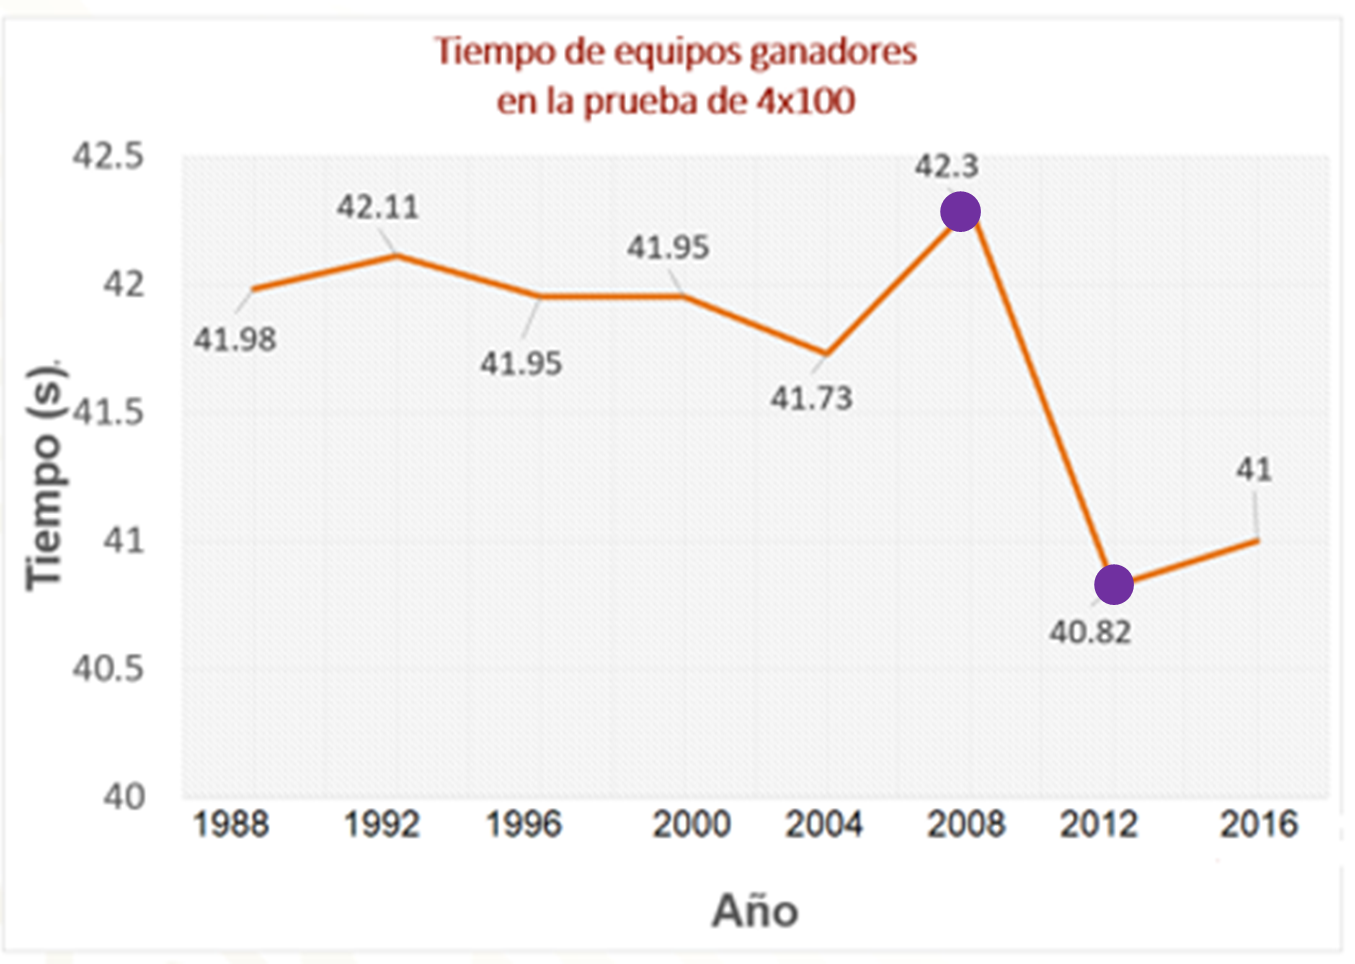 Tiempo de equipos ganadores
en la prueba de 4x100
42.5
42
41.5
41
40.5
40
Tiempo (s).
41.98
42.11
41.95
41.95
41.73
42.3
40.82
41
1988 1992 1996 2000 2004 2008 2012 2016
Año